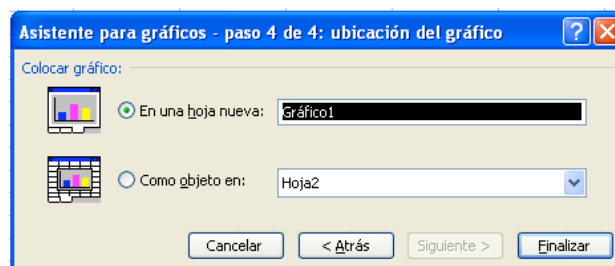 Asistente para gráficos - paso 4 de 4: ubicación del gráfico
Colocar gráfico:
En una hoja nueva: Gráfico1
Como objeto en: Hoja2
Cancelar < Atrás Siguiente > Finalizar